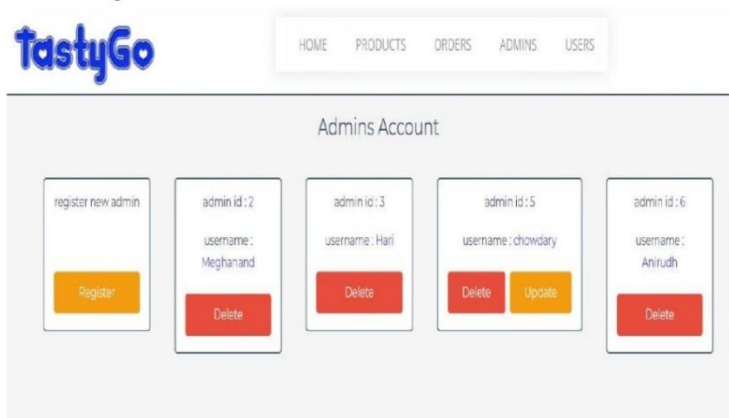 TastyGo
HOME PRODUCTS ORDERS ADMINS USERS
Admins Account
register new admin
Register
admin id : 2
username :
Meghanand
Delete
admin id : 3
username : Hari
Delete
admin id : 5
username : chowdary
Delete Update
admin id : 6
username :
Anirudh
Delete